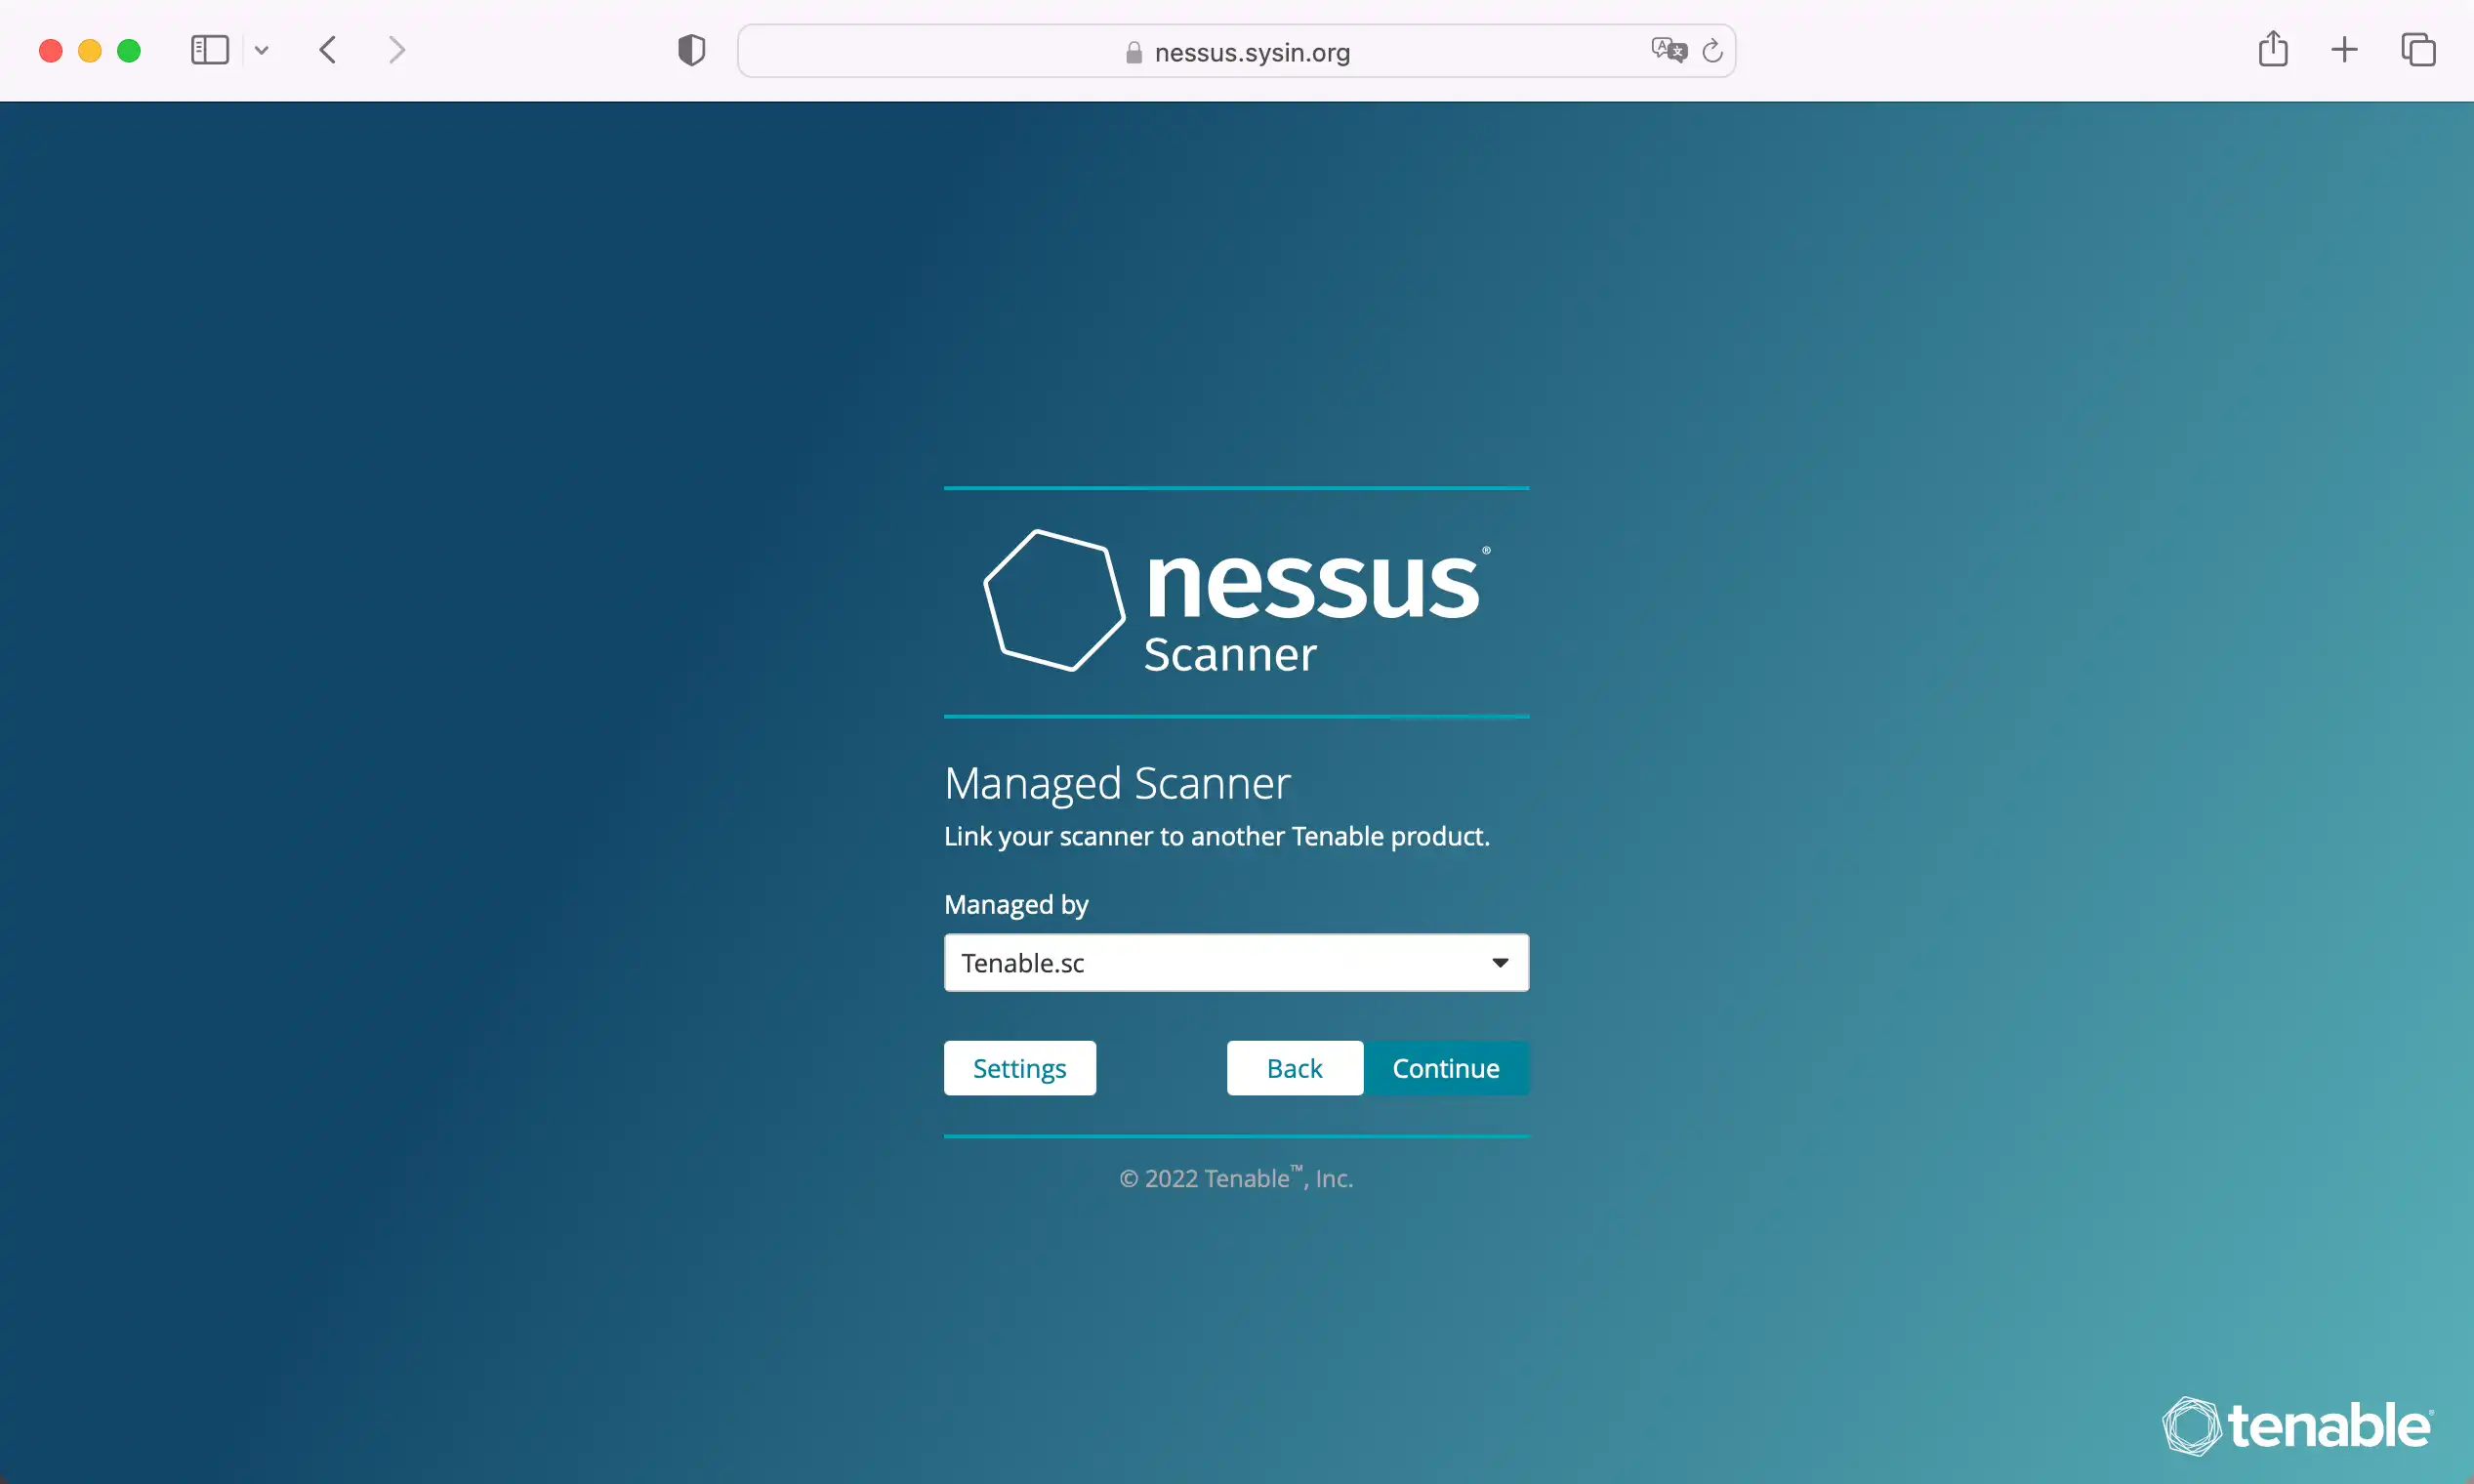 nessus.sysin.org
nessus®
Scanner
Managed Scanner
Link your scanner to another Tenable product.
Managed by
Tenable.sc
Settings
Back
Continue
© 2022 Tenable™, Inc.
tenable®